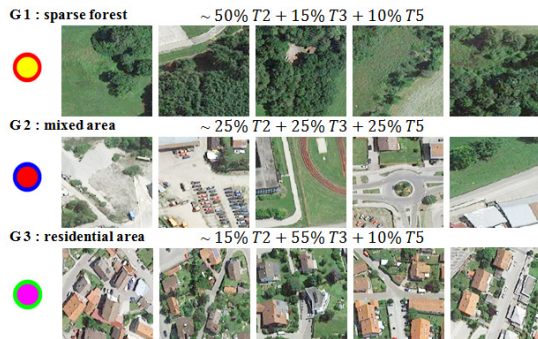 G1 : sparse forest ~ 50% T2 + 15% T3 + 10% T5
G2 : mixed area ~ 25% T2 + 25% T3 + 25% T5
G3 : residential area ~ 15% T2 + 55% T3 + 10% T5